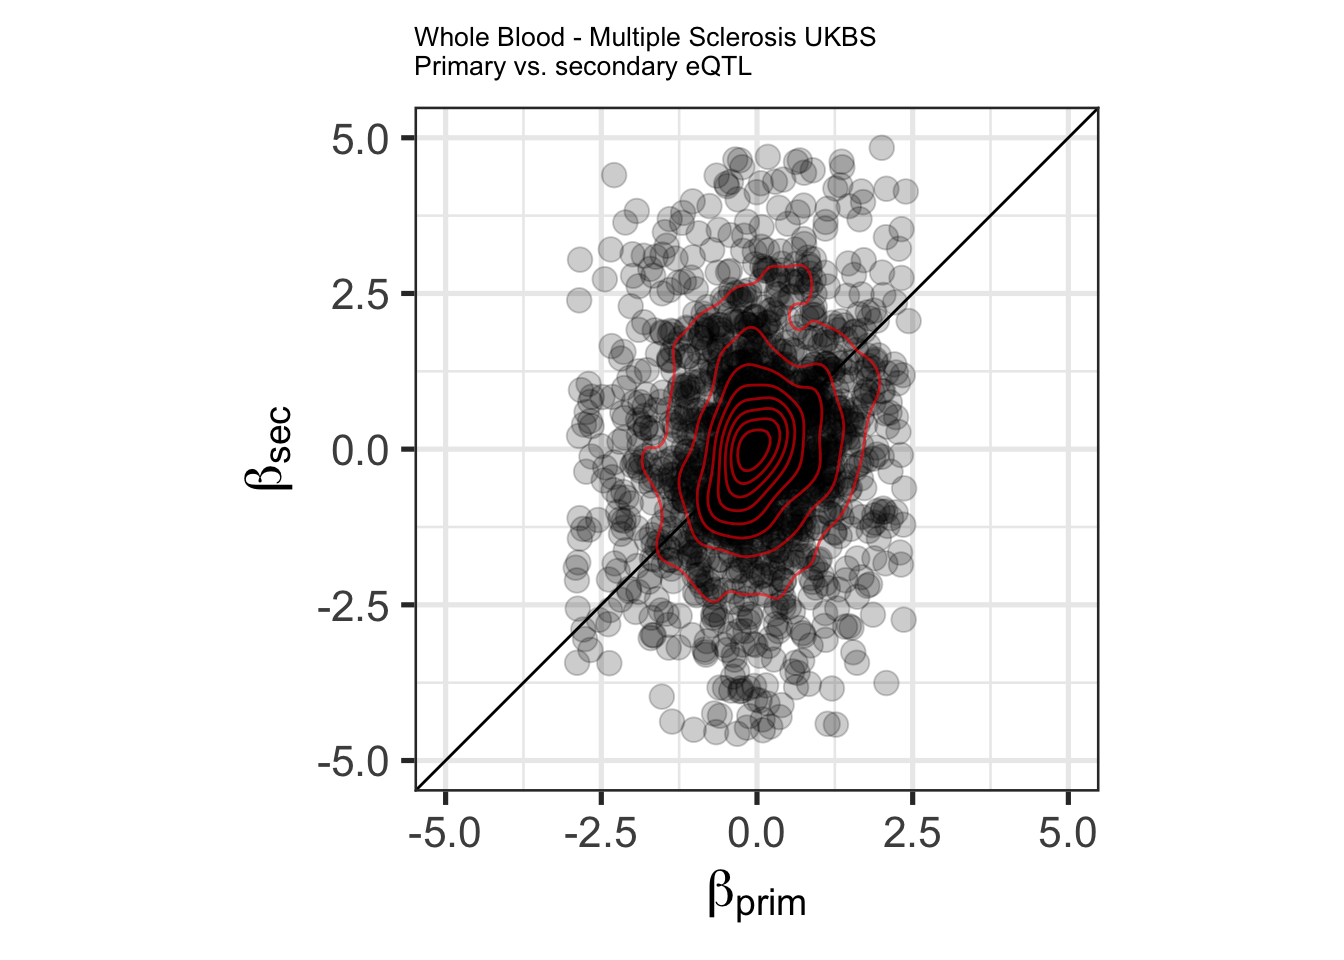 Whole Blood - Multiple Sclerosis UKBS
Primary vs. secondary eQTL
5.0
2.5
0.0
-2.5
-5.0
βsec
-5.0 -2.5 0.0 2.5 5.0
βprim